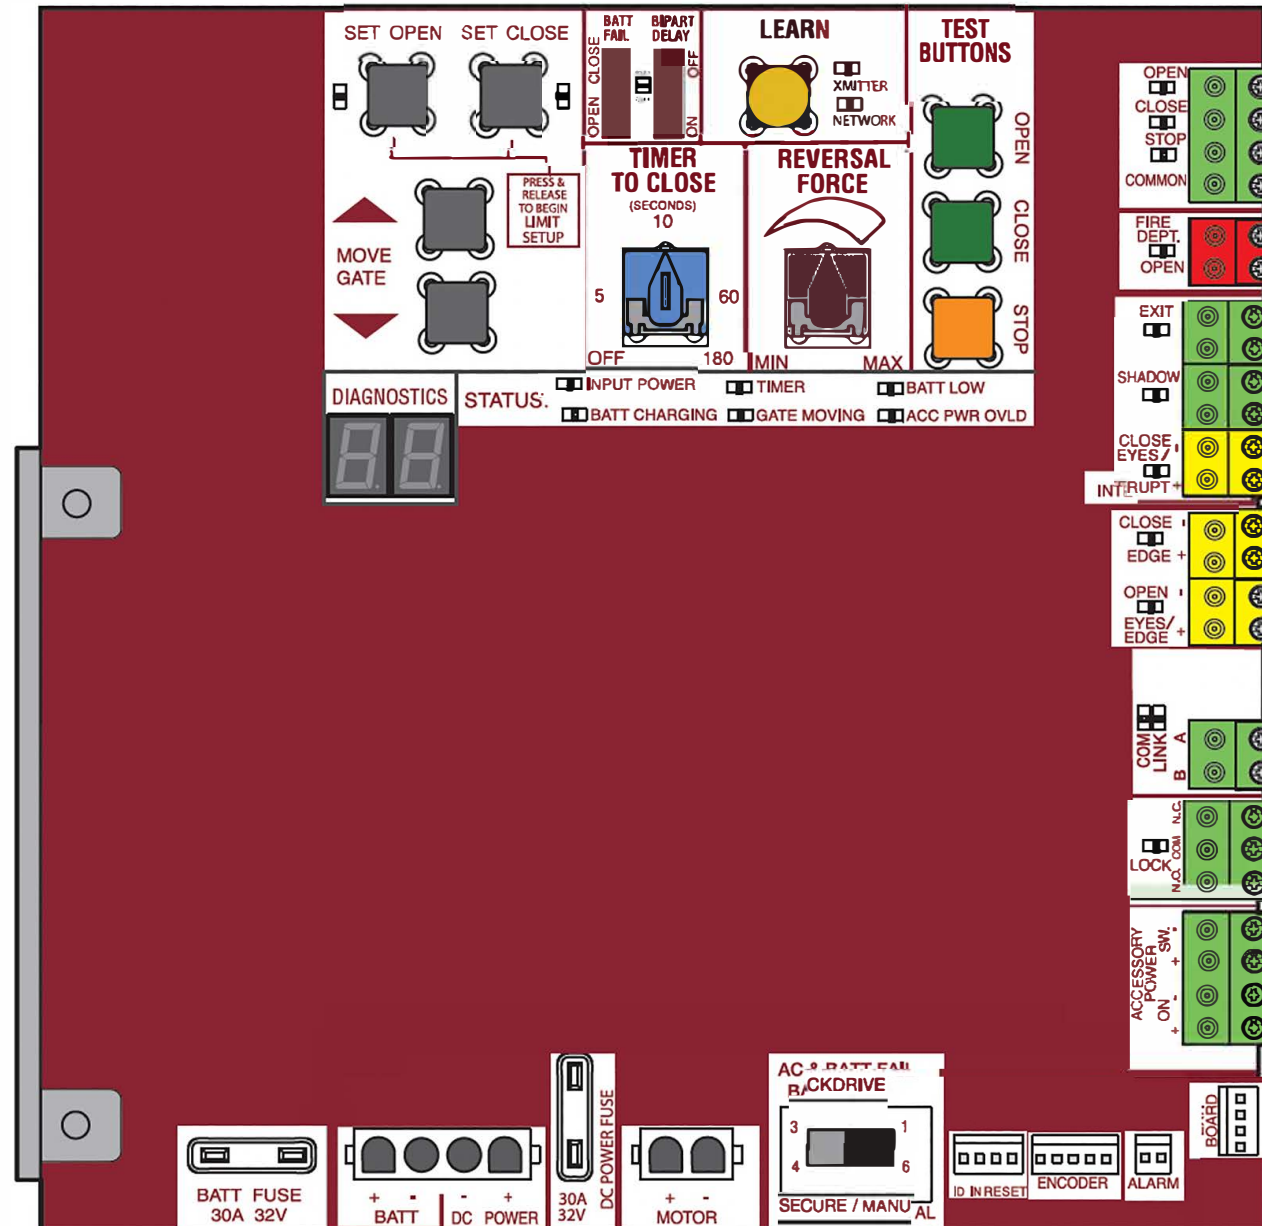 SET OPEN
SET CLOSE
PRESS &
RELEASE
TO BEGIN
LIMIT
SETUP
MOVE
GATE
BATT
FAIL
OPEN CLOSE
BIPART
DELAY
ON OFF
LEARN
XMITTER
NETWORK
TEST
BUTTONS
OPEN
CLOSE
STOP
TIMER
TO CLOSE
(SECONDS)
10
5
60
OFF
180
REVERSAL
FORCE
MIN
MAX
DIAGNOSTICS
STATUS:
INPUT POWER
TIMER
BATT LOW
BATT CHARGING
GATE MOVING
ACC PWR OVLD
OPEN
CLOSE
STOP
COMMON
FIRE
DEPT.
OPEN
EXIT
SHADOW
CLOSE -
EYES/
INTE RUPT +
CLOSE -
EDGE +
OPEN -
EYES/
EDGE +
COM
LINK
A
B
LOCK
N.C.
COM
N.O.
ACCESSORY
POWER
SW. - +
ON - +
BATT FUSE
30A 32V
+ - - +
BATT DC POWER
DC POWER FUSE
30A
32V
+ -
MOTOR
AC & BATT FAIL
BACKDRIVE
3 1
4 6
SECURE / MANUAL
ID IN RESET
ENCODER
ALARM
BOARD